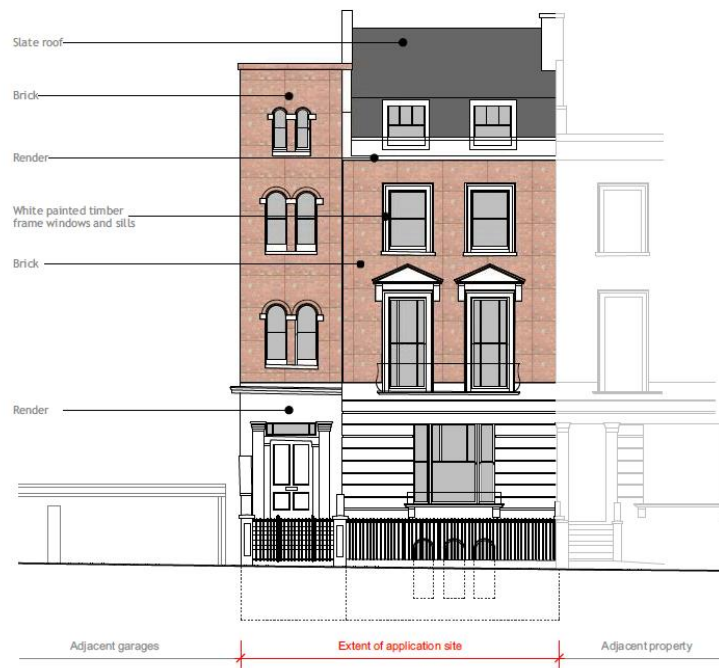 Slate roof
Brick
Render
White painted timber
frame windows and sills
Brick
Render
Adjacent garages
Extent of application site
Adjacent property